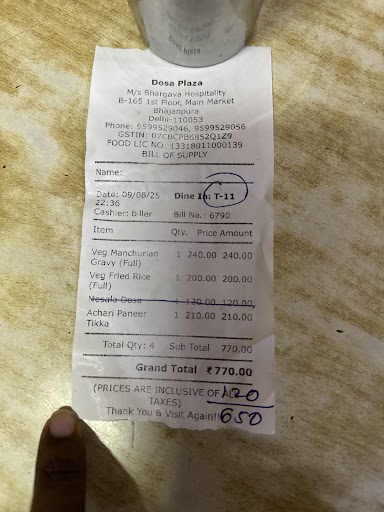 Dosa Plaza
M/s Bhargava Hospitality
B-165 1st Floor, Main Market
Bhajanpura
Delhi-110053
Phone: 9599529046, 9599529056
GSTIN: 07CBCPB6852Q1Z9
FOOD LIC NO. 13318011000139
BILL OF SUPPLY
Name:
Date: 09/08/25 Dine In: T-11
22:36
Cashier: biller Bill No.: 6790
Item Qty. Price Amount
Veg Manchurian 1 240.00 240.00
Gravy (Full)
Veg Fried Rice 1 200.00 200.00
(Full)
Masala Dosa 1 120.00 120.00
Achari Paneer 1 210.00 210.00
Tikka
Total Qty: 4 Sub Total 770.00
Grand Total ₹770.00
(PRICES ARE INCLUSIVE OF 120
TAXES)
Thank You & Visit Again!! 650